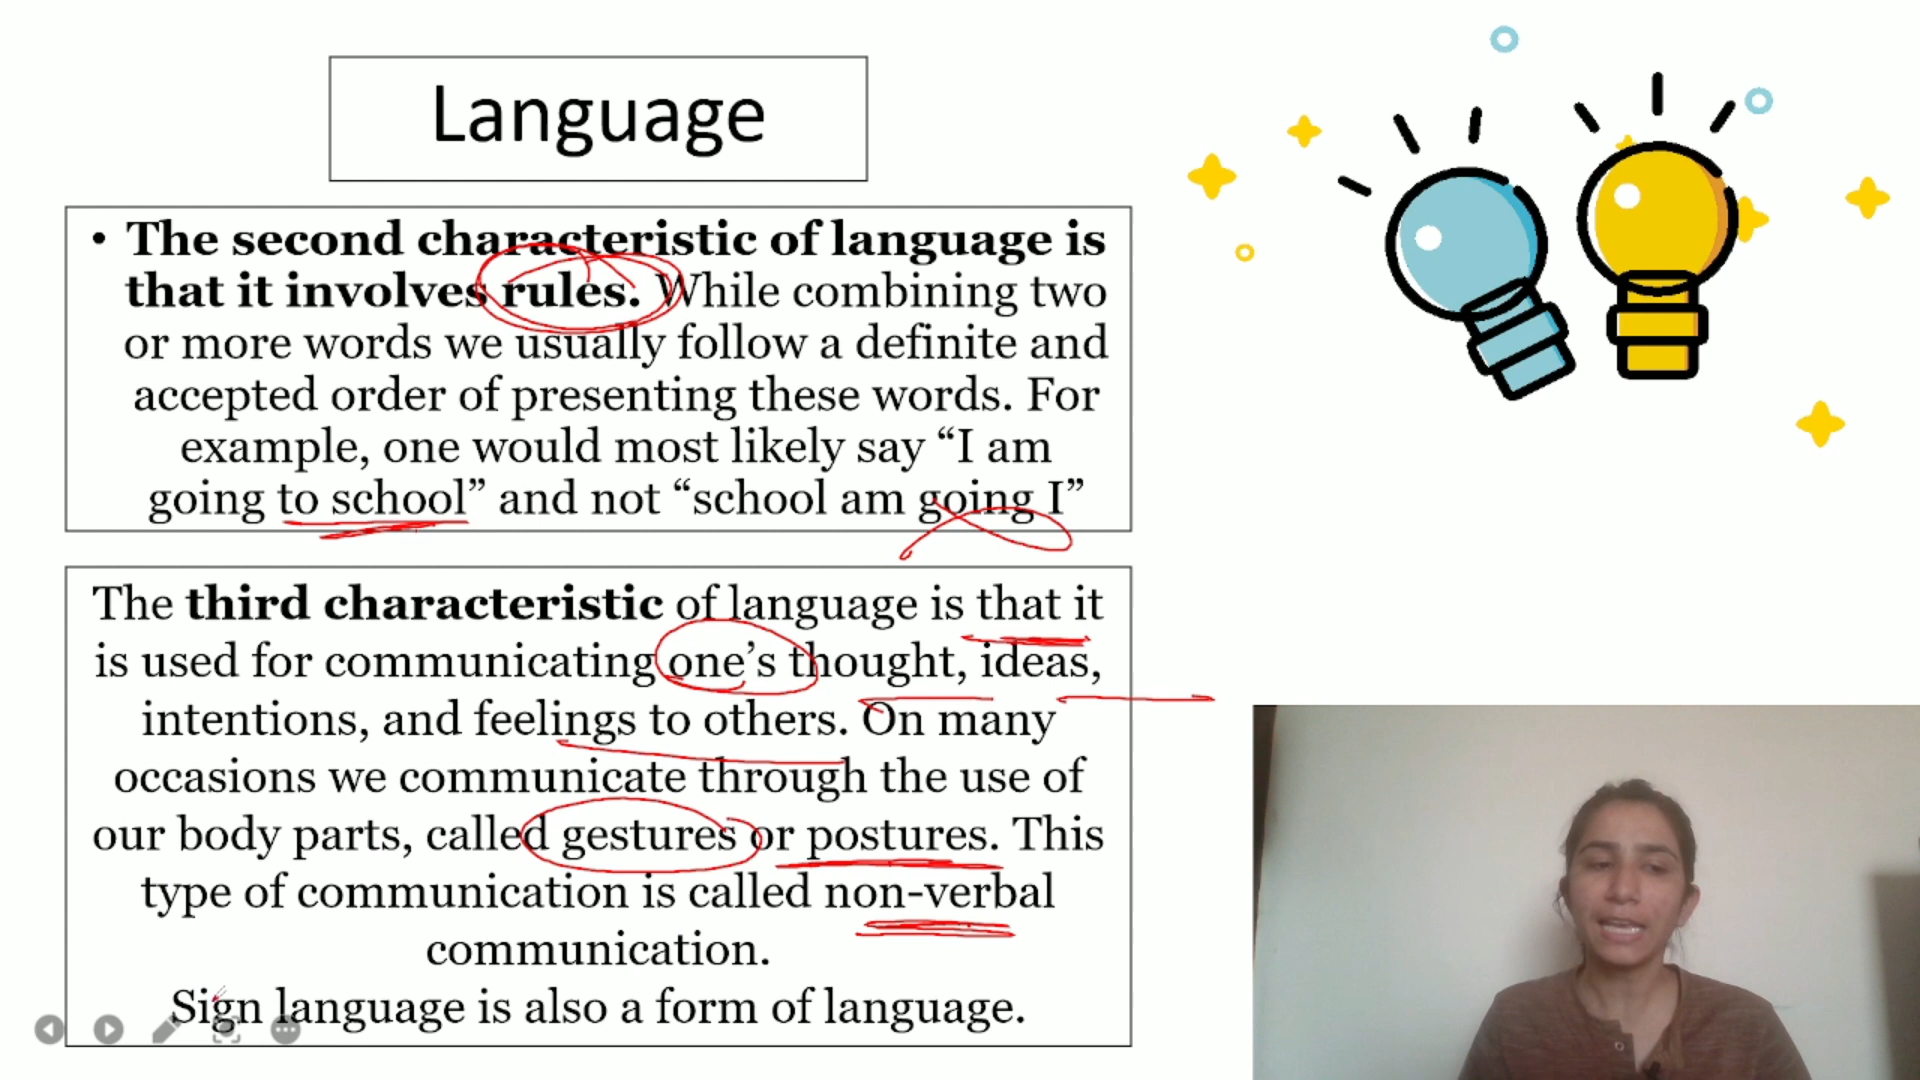 Language
• The second characteristic of language is
that it involves rules. While combining two
or more words we usually follow a definite and
accepted order of presenting these words. For
example, one would most likely say “I am
going to school” and not “school am going I”
The third characteristic of language is that it
is used for communicating one’s thought, ideas,
intentions, and feelings to others. On many
occasions we communicate through the use of
our body parts, called gestures or postures. This
type of communication is called non-verbal
communication.
Sign language is also a form of language.